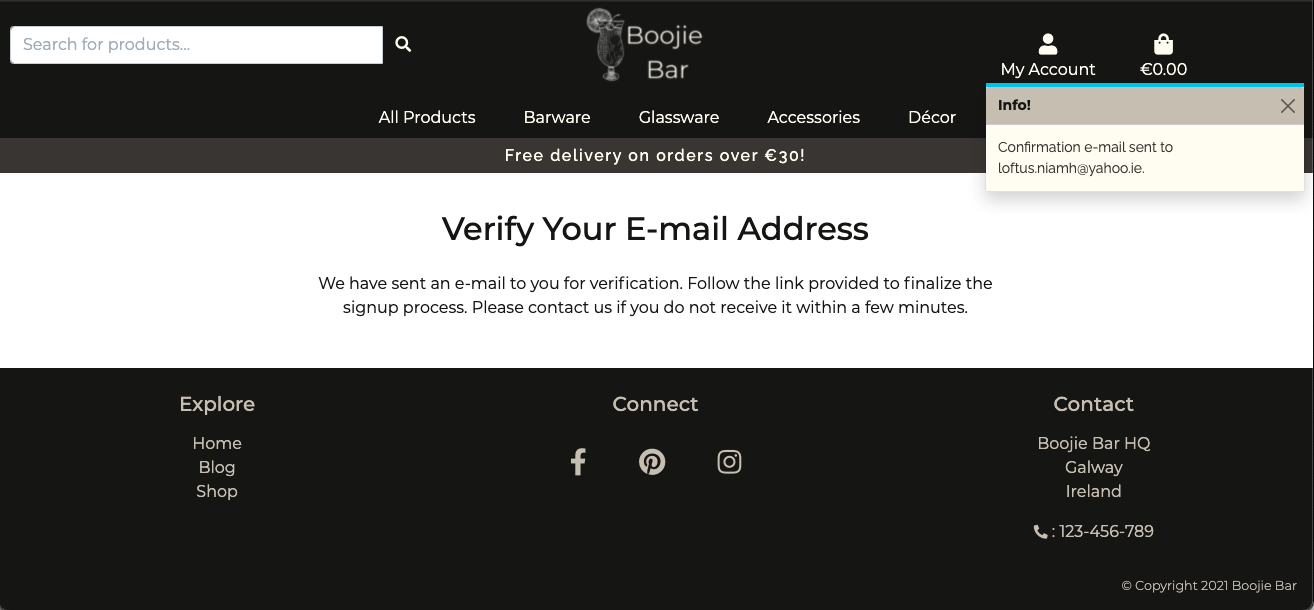 Search for products...
Boojie
Bar
My Account
€0.00
All Products
Barware
Glassware
Accessories
Décor
Info!
Free delivery on orders over €30!
Confirmation e-mail sent to
loftus.niamh@yahoo.ie.
Verify Your E-mail Address
We have sent an e-mail to you for verification. Follow the link provided to finalize the
signup process. Please contact us if you do not receive it within a few minutes.
Explore
Home
Blog
Shop
Connect
Contact
Boojie Bar HQ
Galway
Ireland
: 123-456-789
© Copyright 2021 Boojie Bar